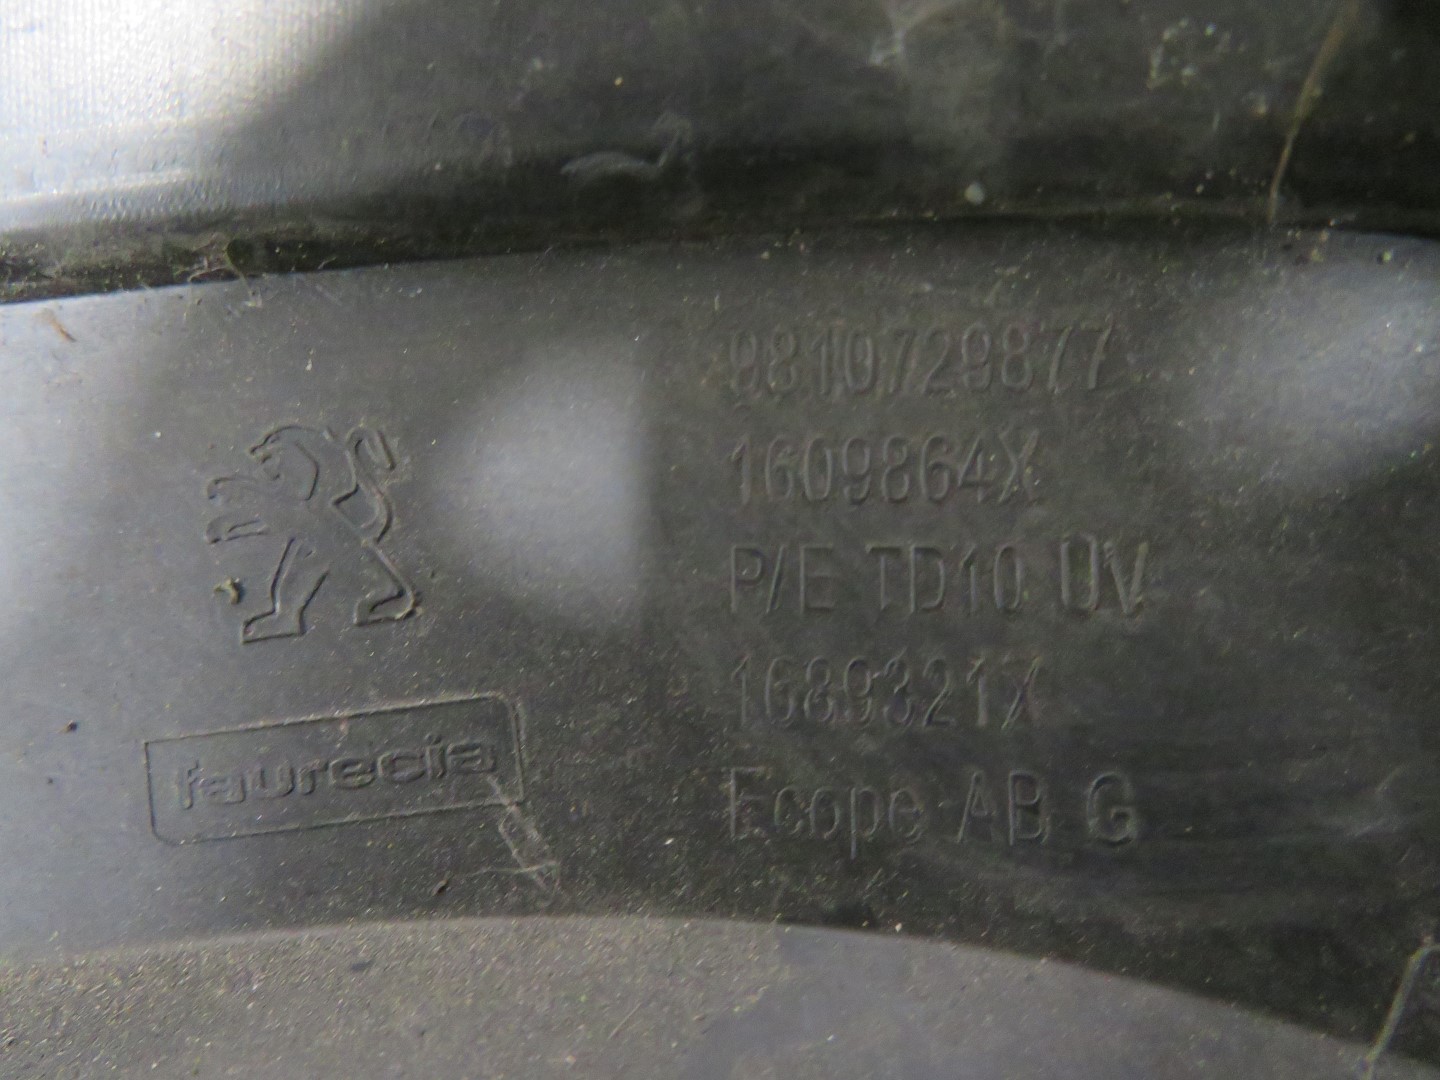 9810729877
1609864X
P/E TD10 UV
1689321X
Ecope AB G
faurecia